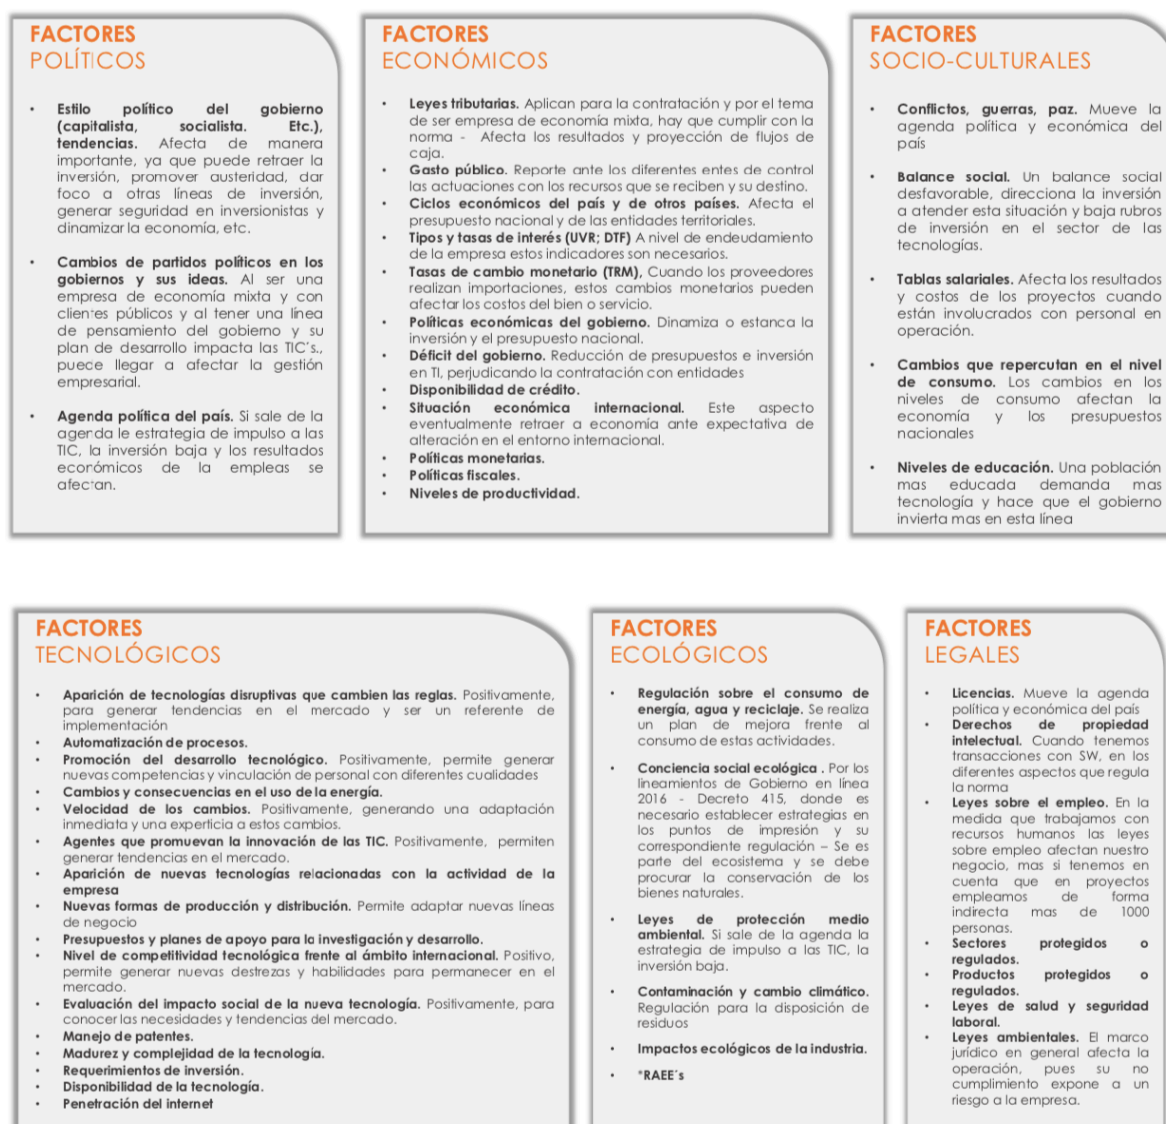 FACTORES
POLÍTICOS
• Estilo político del gobierno
(capitalista, socialista. Etc.),
tendencias. Afecta de manera
importante, ya que puede retraer la
inversión, promover austeridad, dar
foco a otras líneas de inversión,
generar seguridad en inversionistas y
dinamizar la economía, etc.
• Cambios de partidos políticos en los
gobiernos y sus ideas. Al ser una
empresa de economía mixta y con
clientes públicos y al tener una línea
de pensamiento del gobierno y su
plan de desarrollo impacta las TIC´s.,
puece llegar a afectar la gestión
empresarial.
• Agenda política del país. Si sale de la
agenda le estrategia de impulso a las
TIC, la inversión baja y los resultados
económicos de la empleas se
afectan.
FACTORES
ECONÓMICOS
• Leyes tributarias. Aplican para la contratación y por el tema
de ser empresa de economía mixta, hay que cumplir con la
norma - Afecta los resultados y proyección de flujos de
caja.
• Gasto público. Reporte ante los diferentes entes de control
las actuaciones con los recursos que se reciben y su destino.
• Ciclos económicos del país y de otros países. Afecta el
presupuesto nacional y de las entidades territoriales.
• Tipos y tasas de interés (UVR; DTF) A nivel de endeudamiento
de la empresa estos indicadores son necesarios.
• Tasas de cambio monetario (TRM), Cuando los proveedores
realizan importaciones, estos cambios monetarios pueden
afectar los costos del bien o servicio.
• Políticas económicas del gobierno. Dinamiza o estanca la
inversión y el presupuesto nacional.
• Déficit del gobierno. Reducción de presupuestos e inversión
en TI, perjudicando la contratación con entidades
• Disponibilidad de crédito.
• Situación económica internacional. Este aspecto
eventualmente retraer a economía ante expectativa de
alteración en el entorno internacional.
• Políticas monetarias.
• Políticas fiscales.
• Niveles de productividad.
FACTORES
SOCIO-CULTURALES
• Conflictos, guerras, paz. Mueve la
agenda política y económica del
país
• Balance social. Un balance social
desfavorable, direcciona la inversión
a atender esta situación y baja rubros
de inversión en el sector de las
tecnologías.
• Tablas salariales. Afecta los resultados
y costos de los proyectos cuando
están involucrados con personal en
operación.
• Cambios que repercutan en el nivel
de consumo. Los cambios en los
niveles de consumo afectan la
economía y los presupuestos
nacionales
• Niveles de educación. Una población
mas educada demanda mas
tecnología y hace que el gobierno
invierta mas en esta línea
FACTORES
TECNOLÓGICOS
• Aparición de tecnologías disruptivas que cambien las reglas. Positivamente,
para generar tendencias en el mercado y ser un referente de
implementación
• Automatización de procesos.
• Promoción del desarrollo tecnológico. Positivamente, permite generar
nuevas competencias y vinculación de personal con diferentes cualidades
• Cambios y consecuencias en el uso de la energía.
• Velocidad de los cambios. Positivamente, generando una adaptación
inmediata y una experticia a estos cambios.
• Agentes que promuevan la innovación de las TIC. Positivamente, permiten
generar tendencias en el mercado.
• Aparición de nuevas tecnologías relacionadas con la actividad de la
empresa
• Nuevas formas de producción y distribución. Permite adaptar nuevas líneas
de negocio
• Presupuestos y planes de apoyo para la investigación y desarrollo.
• Nivel de competitividad tecnológica frente al ámbito internacional. Positivo,
permite generar nuevas destrezas y habilidades para permanecer en el
mercado.
• Evaluación del impacto social de la nueva tecnología. Positivamente, para
conocer las necesidades y tendencias del mercado.
• Manejo de patentes.
• Madurez y complejidad de la tecnología.
• Requerimientos de inversión.
• Disponibilidad de la tecnología.
• Penetración del internet
FACTORES
ECOLÓGICOS
• Regulación sobre el consumo de
energía, agua y reciclaje. Se realiza
un plan de mejora frente al
consumo de estas actividades.
• Conciencia social ecológica . Por los
lineamientos de Gobierno en línea
2016 - Decreto 415, donde es
necesario establecer estrategias en
los puntos de impresión y su
correspondiente regulación – Se es
parte del ecosistema y se debe
procurar la conservación de los
bienes naturales.
• Leyes de protección medio
ambiental. Si sale de la agenda la
estrategia de impulso a las TIC, la
inversión baja.
• Contaminación y cambio climático.
Regulación para la disposición de
residuos
• Impactos ecológicos de la industria.
• *RAEE´s
FACTORES
LEGALES
• Licencias. Mueve la agenda
política y económica del país
• Derechos de propiedad
intelectual. Cuando tenemos
transacciones con SW, en los
diferentes aspectos que regula
la norma
• Leyes sobre el empleo. En la
medida que trabajamos con
recursos humanos las leyes
sobre empleo afectan nuestro
negocio, mas si tenemos en
cuenta que en proyectos
empleamos de forma
indirecta mas de 1000
personas.
• Sectores protegidos o
regulados.
• Productos protegidos o
regulados.
• Leyes de salud y seguridad
laboral.
• Leyes ambientales. El marco
jurídico en general afecta la
operación, pues su no
cumplimiento expone a un
riesgo a la empresa.